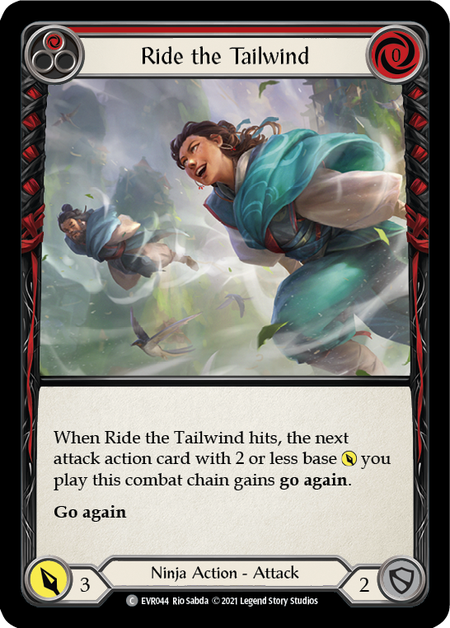 Ride the Tailwind
0
When Ride the Tailwind hits, the next
attack action card with 2 or less base you
play this combat chain gains go again.
Go again
3
Ninja Action - Attack
2
C EVR044 Rio Sabda © 2021 Legend Story Studios